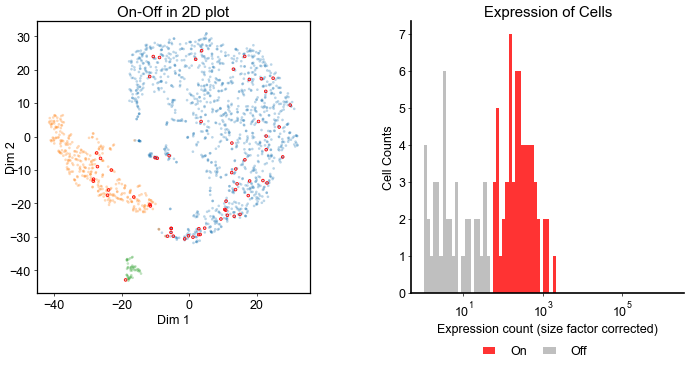 On-Off in 2D plot
30
20
10
0
−10
−20
−30
−40
Dim 2
−40 −20 0 20
Dim 1
Expression of Cells
7
6
5
4
3
2
1
0
Cell Counts
10^1 10^3 10^5
Expression count (size factor corrected)
On Off